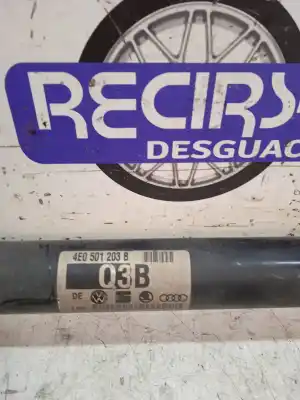 RECIRS
DESGUAC
4E0 501 203 B
03B
DE